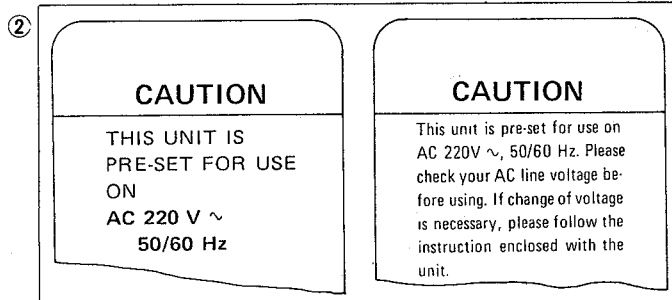 ②
CAUTION
THIS UNIT IS
PRE-SET FOR USE
ON
AC 220 V ∼
50/60 Hz
CAUTION
This unit is pre-set for use on
AC 220V ∼, 50/60 Hz. Please
check your AC line voltage be-
fore using. If change of voltage
is necessary, please follow the
instruction enclosed with the
unit.